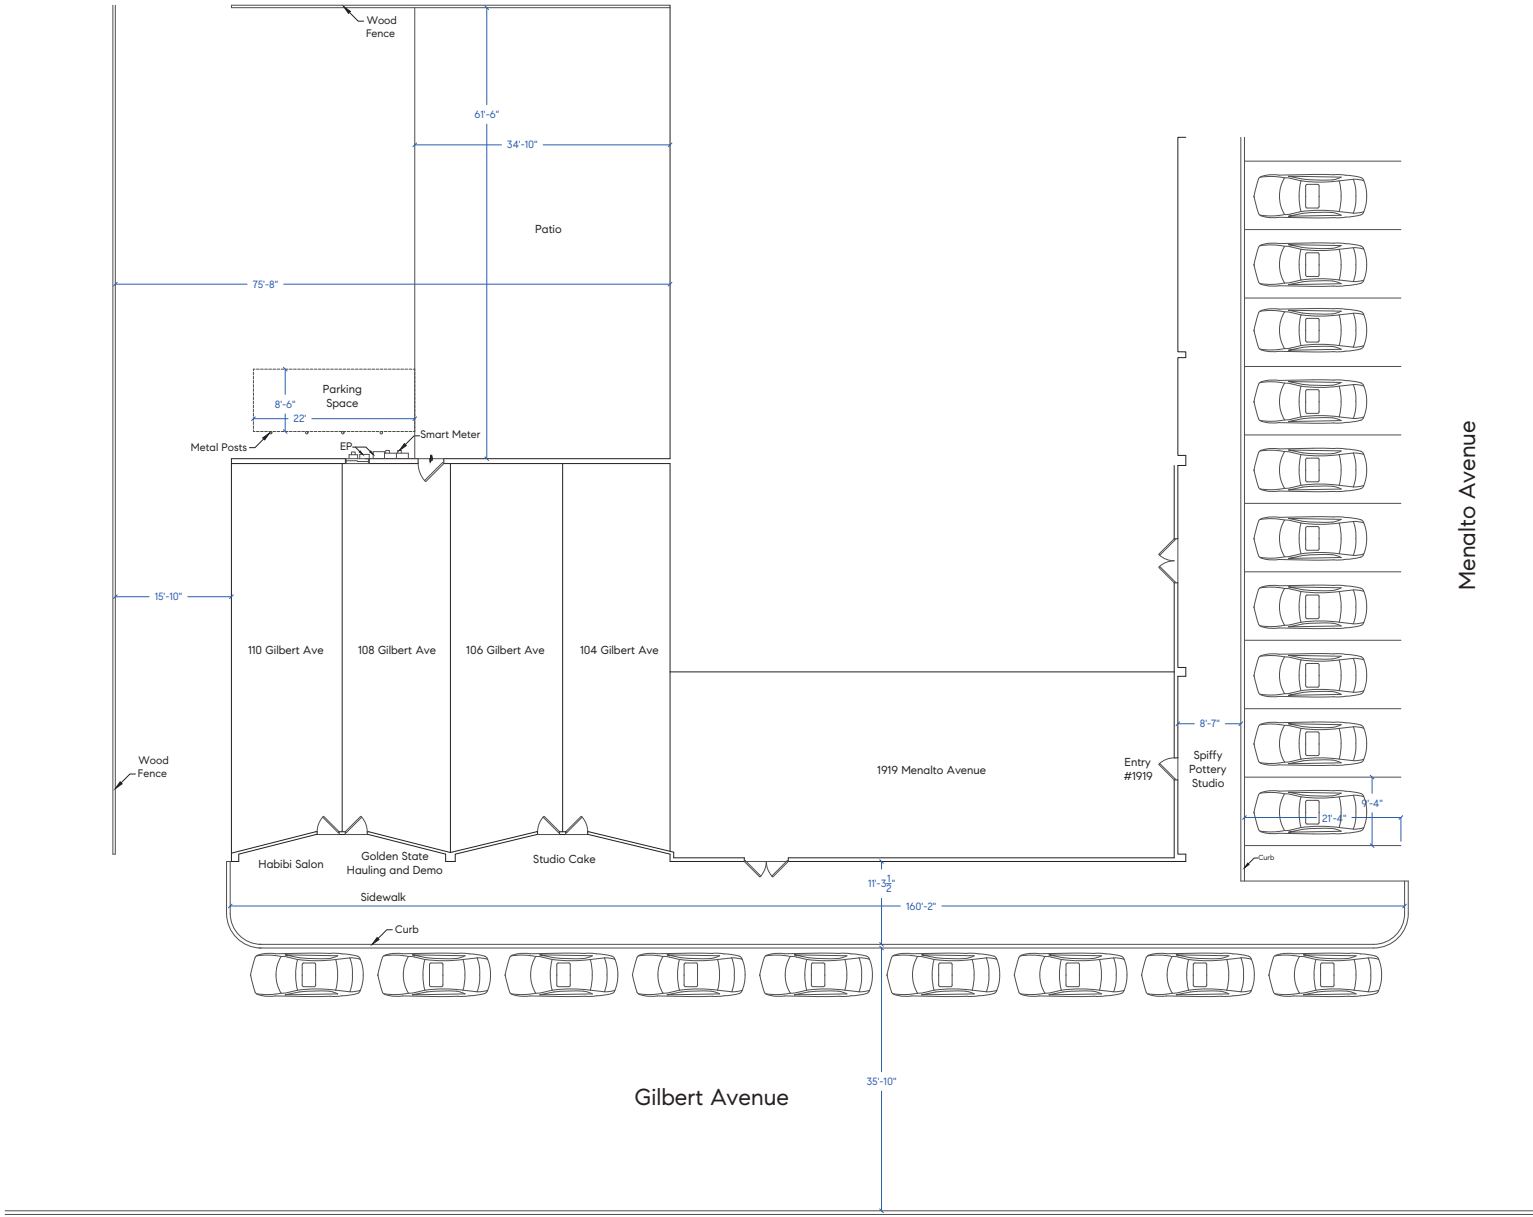 Wood
Fence
61'-6"
34'-10"
Patio
75'-8"
Parking
Space
8'-6"
22'
Metal Posts
EP
Smart Meter
Menalto Avenue
15'-10"
110 Gilbert Ave
108 Gilbert Ave
106 Gilbert Ave
104 Gilbert Ave
8'-7"
Wood
Fence
1919 Menalto Avenue
Entry
#1919
Spiffy
Pottery
Studio
9'-4"
21'-4"
Habibi Salon
Golden State
Hauling and Demo
Studio Cake
Curb
11'-3 1/2"
Sidewalk
160'-2"
Curb
35'-10"
Gilbert Avenue